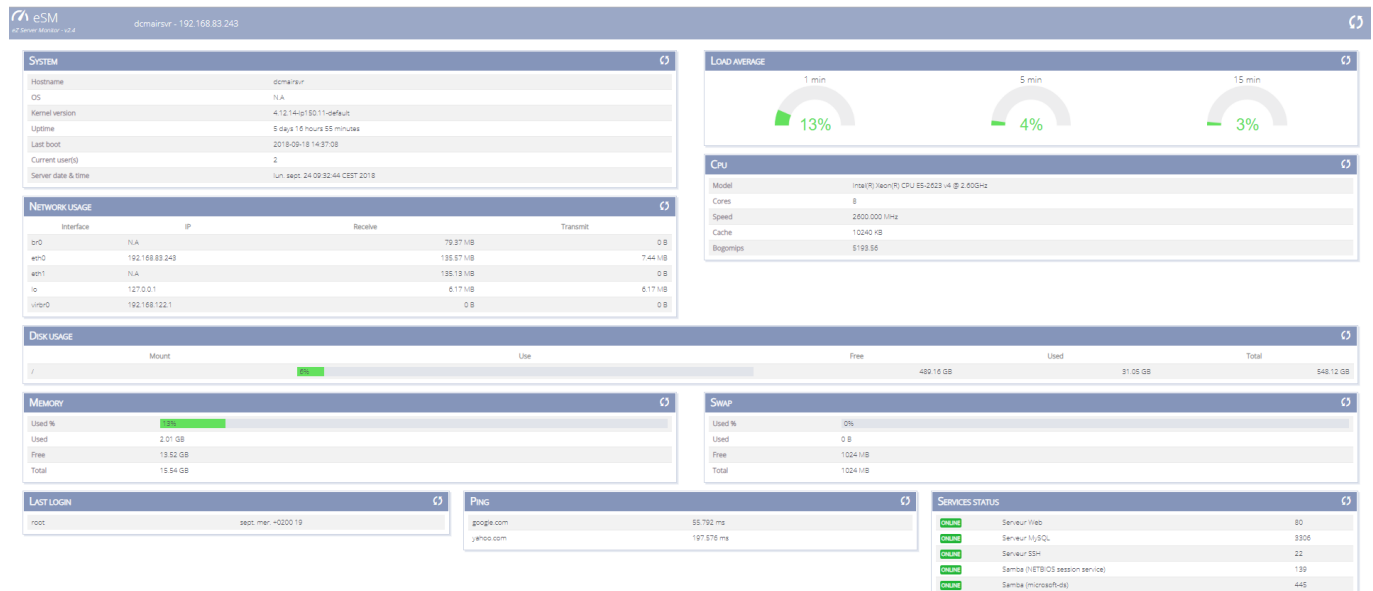 eSM
eZ Server Monitor - v2.4
dcmairsvr - 192.168.83.243
SYSTEM
Hostname dcmairsvr
OS N.A
Kernel version 4.12.14-lp150.11-default
Uptime 5 days 16 hours 55 minutes
Last boot 2018-09-18 14:37:08
Current user(s) 2
Server date & time lun. sept. 24 09:32:44 CEST 2018
LOAD AVERAGE
1 min 5 min 15 min
13% 4% 3%
CPU
Model Intel(R) Xeon(R) CPU E5-2623 v4 @ 2.60GHz
Cores 8
Speed 2600.000 MHz
Cache 10240 KB
Bogomips 5193.56
NETWORK USAGE
Interface IP Receive Transmit
br0 N.A 79.37 MB 0 B
eth0 192.168.83.243 135.57 MB 7.44 MB
eth1 N.A 135.13 MB 0 B
lo 127.0.0.1 6.17 MB 6.17 MB
virbr0 192.168.122.1 0 B 0 B
DISK USAGE
Mount Use Free Used Total
/ 6% 489.16 GB 31.05 GB 548.12 GB
MEMORY
Used % 13%
Used 2.01 GB
Free 13.52 GB
Total 15.54 GB
SWAP
Used % 0%
Used 0 B
Free 1024 MB
Total 1024 MB
LAST LOGIN
root sept. mer. +0200 19
PING
google.com 55.792 ms
yahoo.com 197.576 ms
SERVICES STATUS
ONLINE Serveur Web 80
ONLINE Serveur MySQL 3306
ONLINE Serveur SSH 22
ONLINE Samba (NETBIOS session service) 139
ONLINE Samba (microsoft-ds) 445